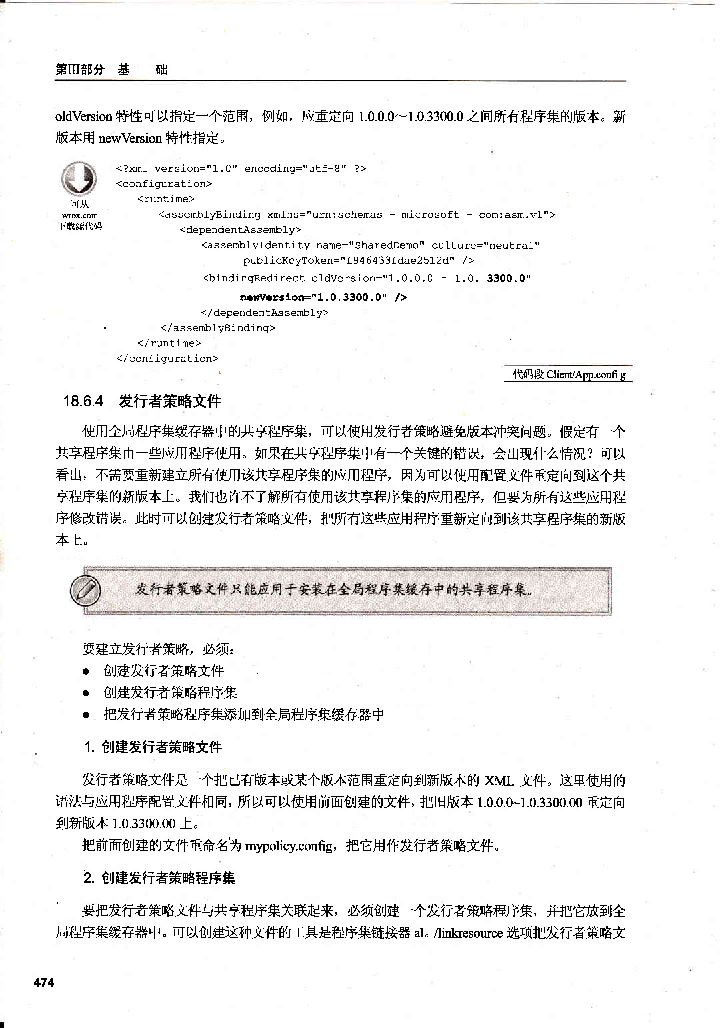 第III部分 基 础
oldVersion 特性可以指定一个范围，例如，应重定向 1.0.0.0～1.0.3300.0 之间所有程序集的版本。新
版本用 newVersion 特性指定。
可从
wrox.com
下载源代码
<?xml version="1.0" encoding="utf-8" ?>
<configuration>
<runtime>
<assemblyBinding xmlns="urn:schemas - microsoft - com:asm.v1">
<dependentAssembly>
<assemblyIdentity name="SharedDemo" culture="neutral"
publicKeyToken="f946433fdae2512d" />
<bindingRedirect oldVersion="1.0.0.0 - 1.0. 3300.0"
newVersion="1.0.3300.0" />
</dependentAssembly>
</assemblyBinding>
</runtime>
</configuration>
代码段 Client/App.confi g
18.6.4 发行者策略文件
使用全局程序集缓存器中的共享程序集，可以使用发行者策略避免版本冲突问题。假定有一个
共享程序集由一些应用程序使用。如果在共享程序集中有一个关键的错误，会出现什么情况？可以
看出，不需要重新建立所有使用该共享程序集的应用程序，因为可以使用配置文件重定向到这个共
享程序集的新版本上。我们也许不了解所有使用该共享程序集的应用程序，但要为所有这些应用程
序修改错误。此时可以创建发行者策略文件，把所有这些应用程序重新定向到该共享程序集的新版
本上。
发行者策略文件只能应用于安装在全局程序集缓存中的共享程序集。
要建立发行者策略，必须：
● 创建发行者策略文件
● 创建发行者策略程序集
● 把发行者策略程序集添加到全局程序集缓存器中
1. 创建发行者策略文件
发行者策略文件是一个把已有版本或某个版本范围重定向到新版本的 XML 文件。这里使用的
语法与应用程序配置文件相同，所以可以使用前面创建的文件，把旧版本 1.0.0.0~1.0.3300.00 重定向
到新版本 1.0.3300.00 上。
把前面创建的文件重命名为 mypolicy.config，把它用作发行者策略文件。
2. 创建发行者策略程序集
要把发行者策略文件与共享程序集关联起来，必须创建一个发行者策略程序集，并把它放到全
局程序集缓存器中。可以创建这种文件的工具是程序集链接器 al。/linkresource 选项把发行者策略文
474